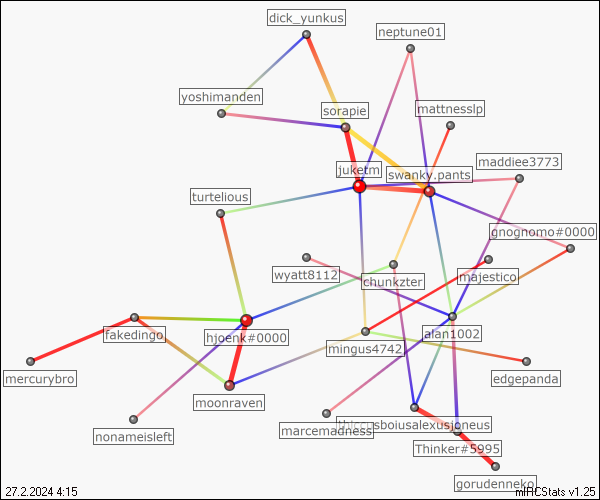 dick_yunkus
neptune01
yoshimanden
sorapie
mattnesslp
maddiee3773
juketm
swanky.pants
turtelious
gnognomo#0000
wyatt8112
chunkzter
majestico
fakedingo
hjoenk#0000
mingus4742
alan1002
mercurybro
edgepanda
moonraven
nonameisleft
marcemadness
thiccusboiusalexusjoneus
Thinker#5995
gorudenneko
27.2.2024 4:15
mIRCStats v1.25